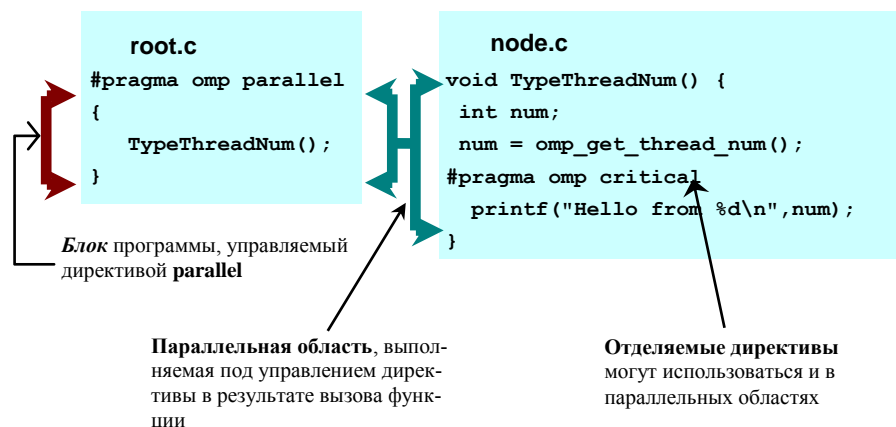 root.c
#pragma omp parallel
{
TypeThreadNum();
}
node.c
void TypeThreadNum() {
int num;
num = omp_get_thread_num();
#pragma omp critical
printf("Hello from %d\n",num);
}
Блок программы, управляемый
директивой parallel
Параллельная область, выпол-
няемая под управлением дирек-
тивы в результате вызова функ-
ции
Отделяемые директивы
могут использоваться и в
параллельных областях